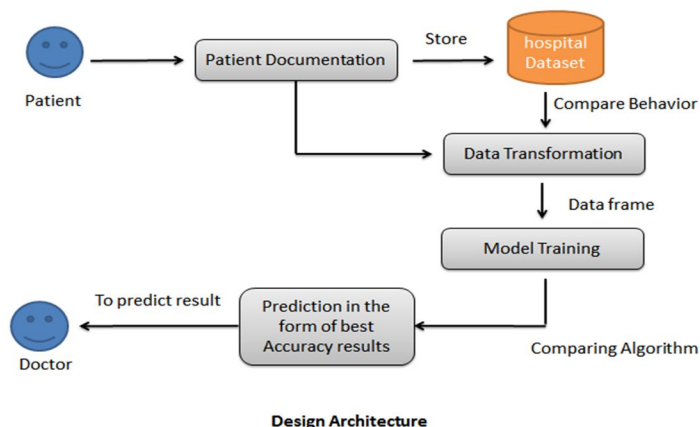 Patient
Patient Documentation
Store
hospital
Dataset
Compare Behavior
Data Transformation
Data frame
Model Training
Comparing Algorithm
Prediction in the
form of best
Accuracy results
To predict result
Doctor
Design Architecture